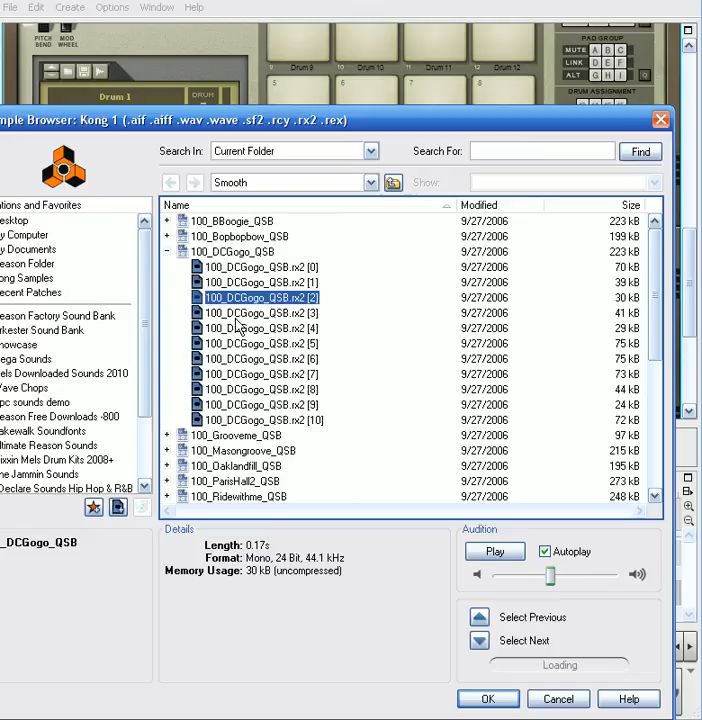 File Edit Create Options Window Help
PITCH BEND MOD WHEEL
Drum 9 Drum 10 Drum 11 Drum 12
PAD GROUP
MUTE A B C
LINK D E F
ALT G H I Q
DRUM ASSIGNMENT
Drum 1
DRUM
5 6 7 8
mple Browser: Kong 1 (.aif .aiff .wav .wave .sf2 .rcy .rx2 .rex)
Search In: Current Folder Search For: Find
Smooth Show:
ations and Favorites
Name Modified Size
esktop
y Computer
y Documents
eason Folder
ong Samples
ecent Patches
eason Factory Sound Bank
rkester Sound Bank
howcase
ega Sounds
els Downloaded Sounds 2010
Wave Chops
pc sounds demo
eason Free Downloads -800
akewalk Soundfonts
ltimate Reason Sounds
ixxin Mels Drum Kits 2008+
he Jammin Sounds
Declare Sounds Hip Hop & R&B
100_BBoogie_QSB 9/27/2006 223 kB
100_Bopbopbow_QSB 9/27/2006 199 kB
100_DCGogo_QSB 9/27/2006 223 kB
100_DCGogo_QSB.rx2 [0] 9/27/2006 70 kB
100_DCGogo_QSB.rx2 [1] 9/27/2006 39 kB
100_DCGogo_QSB.rx2 [2] 9/27/2006 30 kB
100_DCGogo_QSB.rx2 [3] 9/27/2006 41 kB
100_DCGogo_QSB.rx2 [4] 9/27/2006 29 kB
100_DCGogo_QSB.rx2 [5] 9/27/2006 75 kB
100_DCGogo_QSB.rx2 [6] 9/27/2006 75 kB
100_DCGogo_QSB.rx2 [7] 9/27/2006 73 kB
100_DCGogo_QSB.rx2 [8] 9/27/2006 44 kB
100_DCGogo_QSB.rx2 [9] 9/27/2006 24 kB
100_DCGogo_QSB.rx2 [10] 9/27/2006 72 kB
100_Grooveme_QSB 9/27/2006 97 kB
100_Masongroove_QSB 9/27/2006 215 kB
100_Oaklandfill_QSB 9/27/2006 195 kB
100_ParisHall2_QSB 9/27/2006 273 kB
100_Ridewithme_QSB 9/27/2006 248 kB
_DCGogo_QSB
Details
Length: 0.17s
Format: Mono, 24 Bit, 44.1 kHz
Memory Usage: 30 kB (uncompressed)
Audition
Play Autoplay
Select Previous
Select Next
Loading
OK Cancel Help